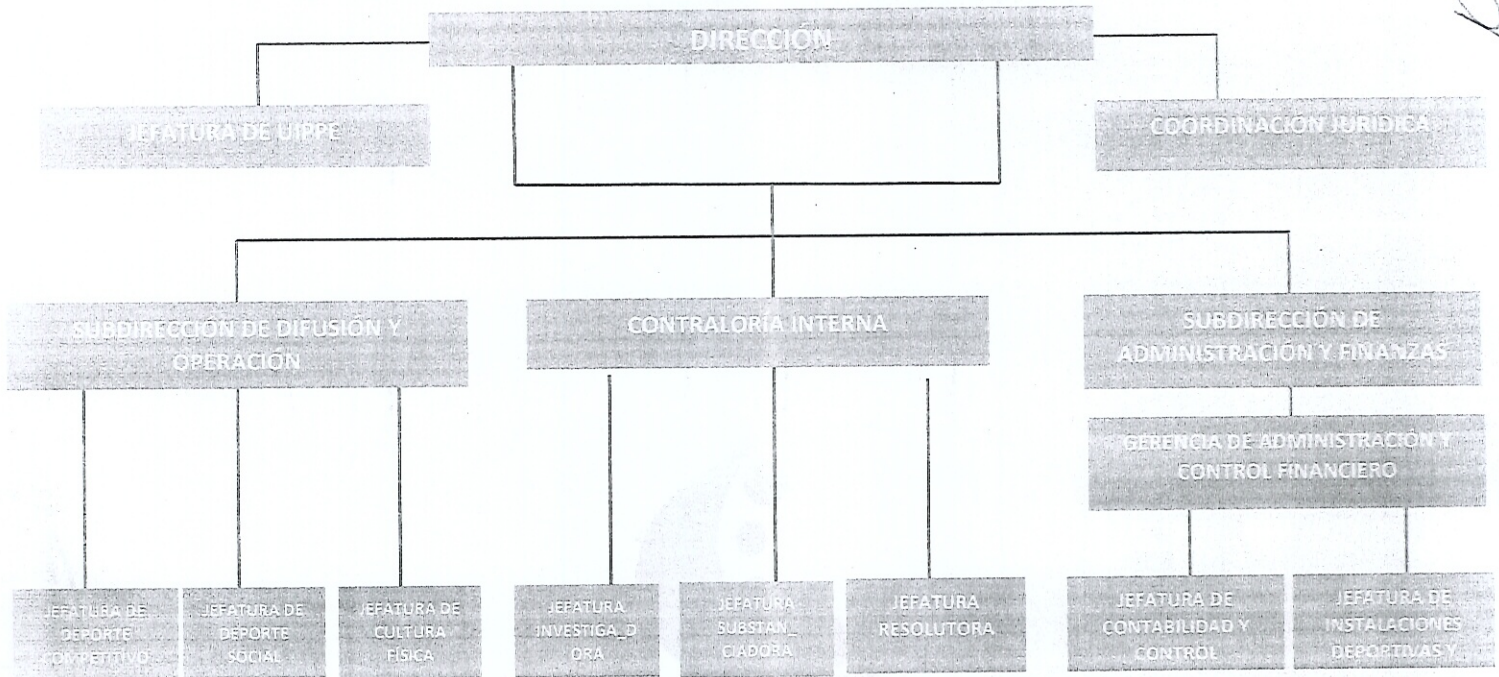 DIRECCIÓN
JEFATURA DE UIPPE
COORDINACIÓN JURIDICA
SUBDIRECCIÓN DE DIFUSIÓN Y
OPERACIÓN
CONTRALORÍA INTERNA
SUBDIRECCIÓN DE
ADMINISTRACIÓN Y FINANZAS
GERENCIA DE ADMINISTRACIÓN Y
CONTROL FINANCIERO
JEFATURA DE
DEPORTE
COMPETITIVO
JEFATURA DE
DEPORTE
SOCIAL
JEFATURA DE
CULTURA
FÍSICA
JEFATURA
INVESTIGA_D
ORA
JEFATURA
SUBSTAN_
CIADORA
JEFATURA
RESOLUTORA
JEFATURA DE
CONTABILIDAD Y
CONTROL
JEFATURA DE
INSTALACIONES
DEPORTIVAS Y